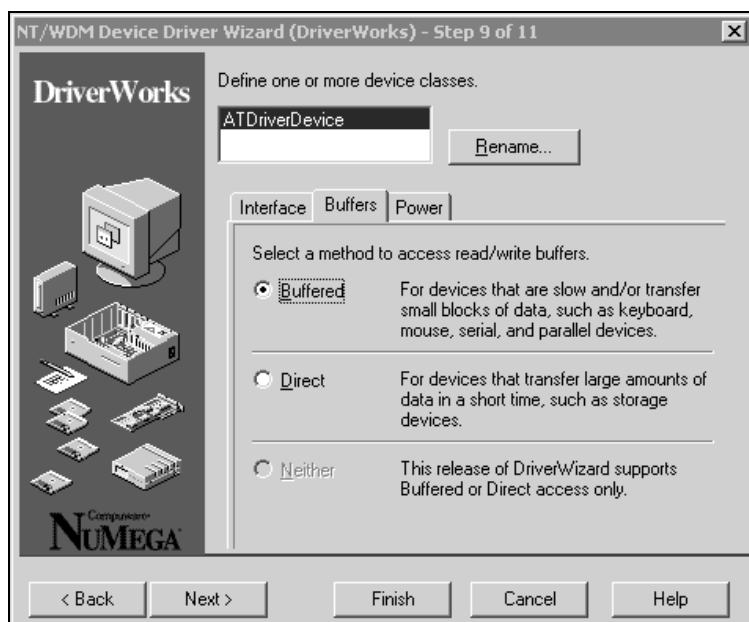 NT/WDM Device Driver Wizard (DriverWorks) - Step 9 of 11
DriverWorks
Define one or more device classes.
ATDriverDevice
Rename...
Interface
Buffers
Power
Select a method to access read/write buffers.
Buffered
For devices that are slow and/or transfer
small blocks of data, such as keyboard,
mouse, serial, and parallel devices.
Direct
For devices that transfer large amounts of
data in a short time, such as storage
devices.
Neither
This release of DriverWizard supports
Buffered or Direct access only.
Compuware
NUMEGA
< Back
Next >
Finish
Cancel
Help